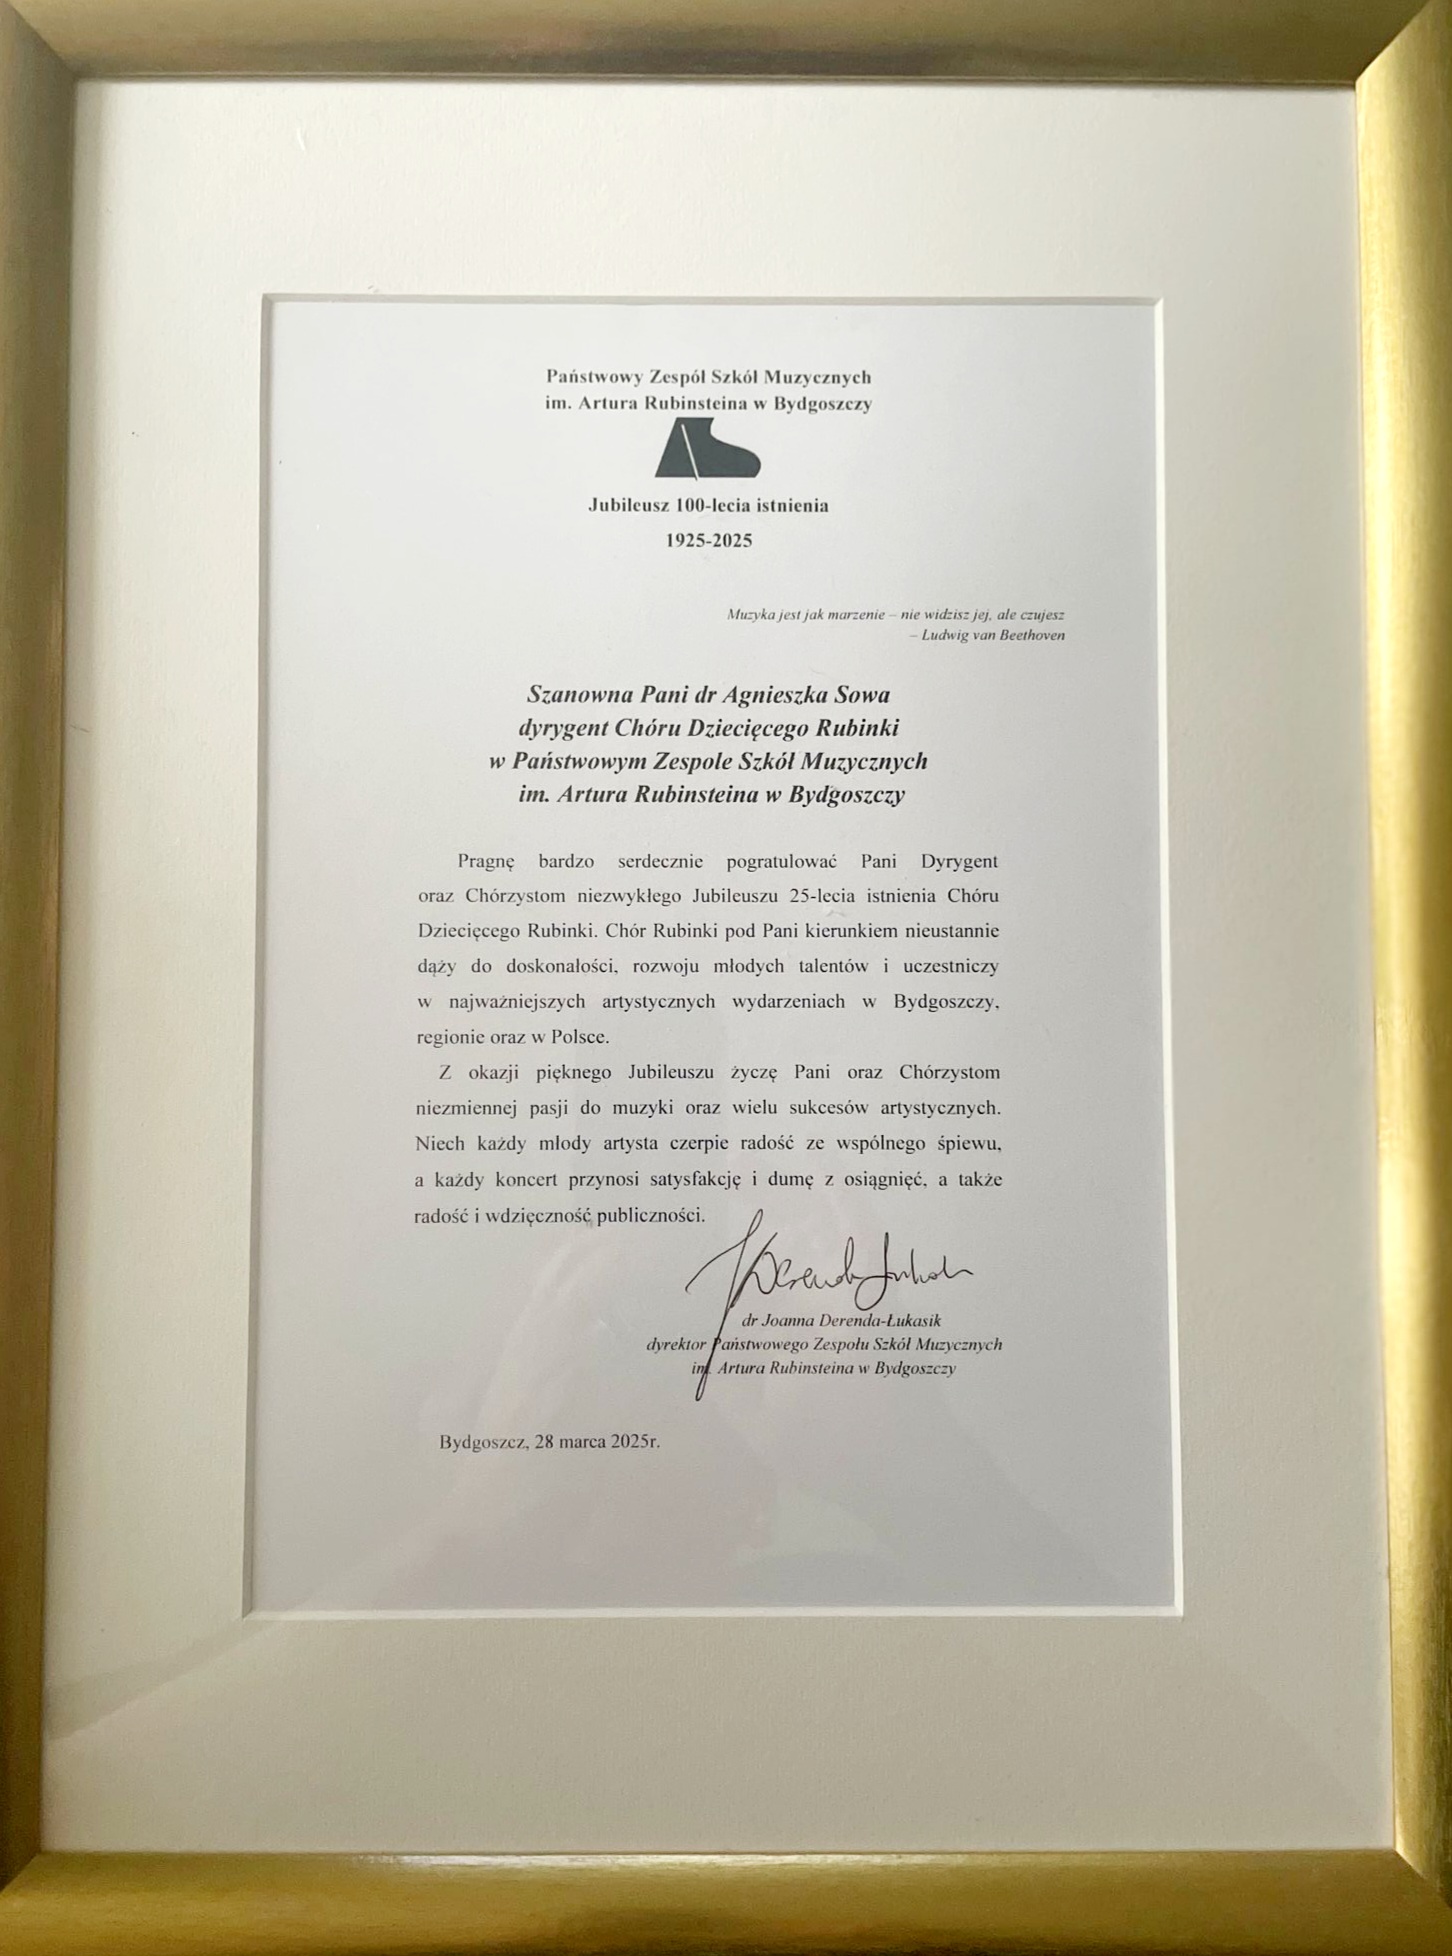 Państwowy Zespół Szkół Muzycznych
im. Artura Rubinsteina w Bydgoszczy
Jubileusz 100-lecia istnienia
1925-2025
Muzyka jest jak marzenie – nie widzisz jej, ale czujesz
– Ludwig van Beethoven
Szanowna Pani dr Agnieszka Sowa
dyrygent Chóru Dziecięcego Rubinki
w Państwowym Zespole Szkół Muzycznych
im. Artura Rubinsteina w Bydgoszczy
Pragnę bardzo serdecznie pogratulować Pani Dyrygent
oraz Chórzystom niezwykłego Jubileuszu 25-lecia istnienia Chóru
Dziecięcego Rubinki. Chór Rubinki pod Pani kierunkiem nieustannie
dąży do doskonałości, rozwoju młodych talentów i uczestniczy
w najważniejszych artystycznych wydarzeniach w Bydgoszczy,
regionie oraz w Polsce.
Z okazji pięknego Jubileuszu życzę Pani oraz Chórzystom
niezmiennej pasji do muzyki oraz wielu sukcesów artystycznych.
Niech każdy młody artysta czerpie radość ze wspólnego śpiewu,
a każdy koncert przynosi satysfakcję i dumę z osiągnięć, a także
radość i wdzięczność publiczności.
dr Joanna Derenda-Łukasik
dyrektor Państwowego Zespołu Szkół Muzycznych
im. Artura Rubinsteina w Bydgoszczy
Bydgoszcz, 28 marca 2025r.